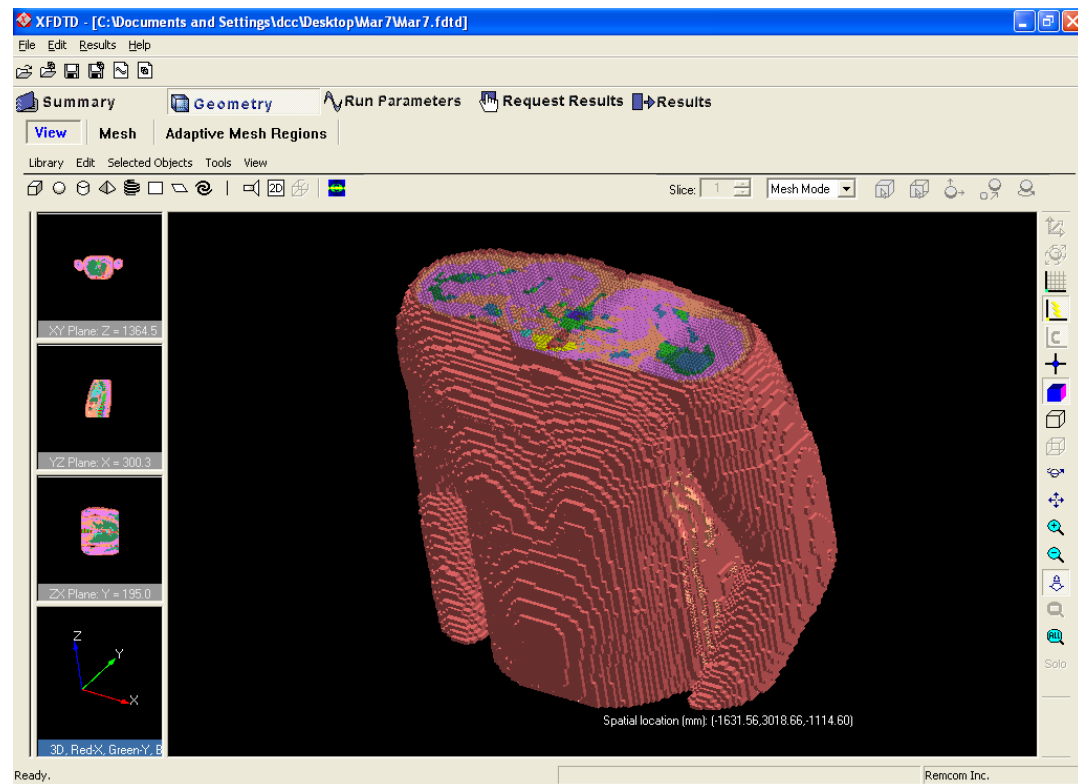 XFDTD - [C:\Documents and Settings\dcc\Desktop\Mar7\Mar7.fdtd]
File Edit Results Help
Summary Geometry Run Parameters Request Results Results
View Mesh Adaptive Mesh Regions
Library Edit Selected Objects Tools View
2D Slice: 1 Mesh Mode
XY Plane: Z = 1364.5
YZ Plane: X = 300.3
ZX Plane: Y = 195.0
Z
Y
X
3D, Red-X, Green-Y, B
C
ALL
Solo
Spatial location (mm): (-1631.56,3018.66,-1114.60)
Ready. Remcom Inc.